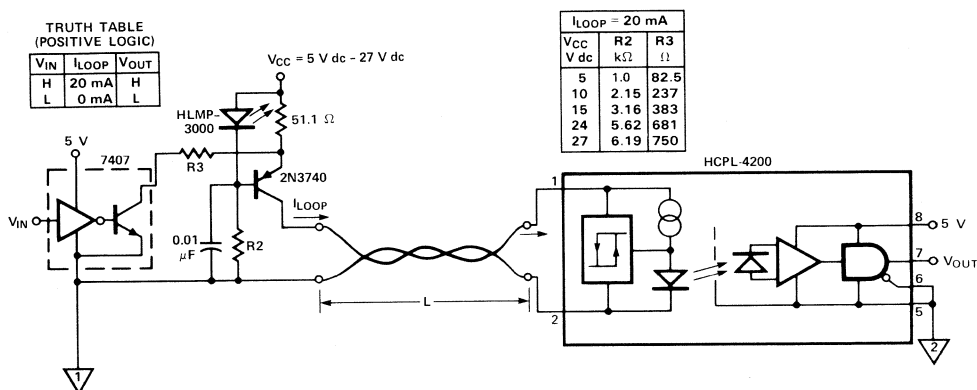 TRUTH TABLE
(POSITIVE LOGIC)
VIN ILOOP VOUT
H 20 mA H
L 0 mA L
ILOOP = 20 mA
VCC R2 R3
V dc kΩ Ω
5 1.0 82.5
10 2.15 237
15 3.16 383
24 5.62 681
27 6.19 750
VCC = 5 V dc - 27 V dc
HLMP-
3000
51.1 Ω
5 V
7407
R3
2N3740
HCPL-4200
VIN
ILOOP
0.01
μF
R2
L
1
2
8
5 V
7
VOUT
6
5
1
2